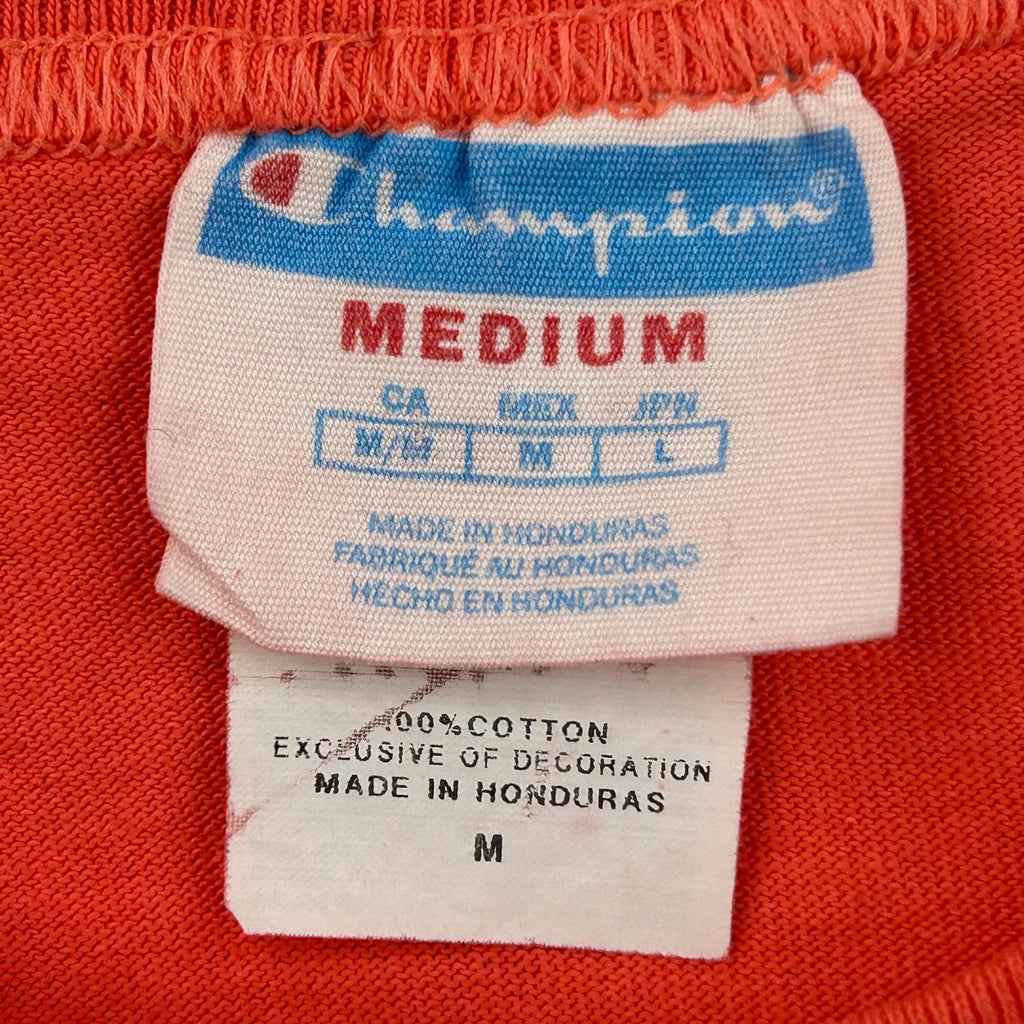 Champion®
MEDIUM
CA MEX JPN
M/M M L
MADE IN HONDURAS
FABRIQUÉ AU HONDURAS
HECHO EN HONDURAS
100% COTTON
EXCLUSIVE OF DECORATION
MADE IN HONDURAS
M